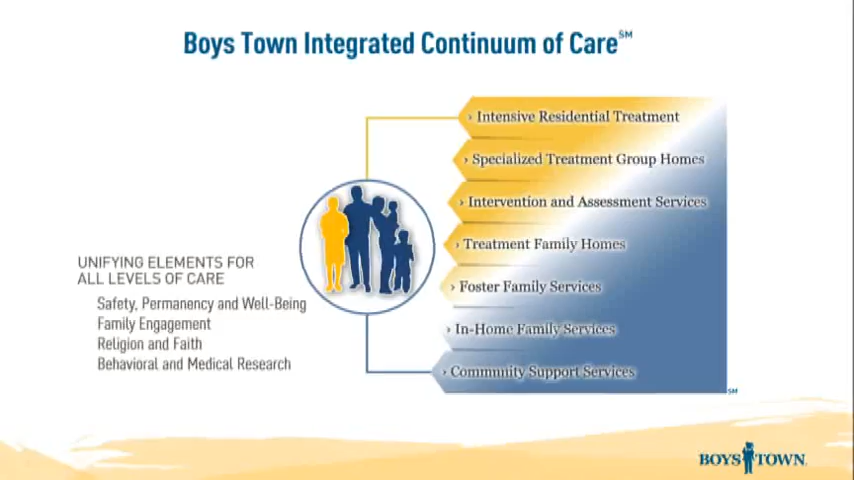 Boys Town Integrated Continuum of Care℠
› Intensive Residential Treatment
› Specialized Treatment Group Homes
› Intervention and Assessment Services
› Treatment Family Homes
› Foster Family Services
› In-Home Family Services
› Community Support Services
SM
UNIFYING ELEMENTS FOR
ALL LEVELS OF CARE
Safety, Permanency and Well-Being
Family Engagement
Religion and Faith
Behavioral and Medical Research
BOYS TOWN